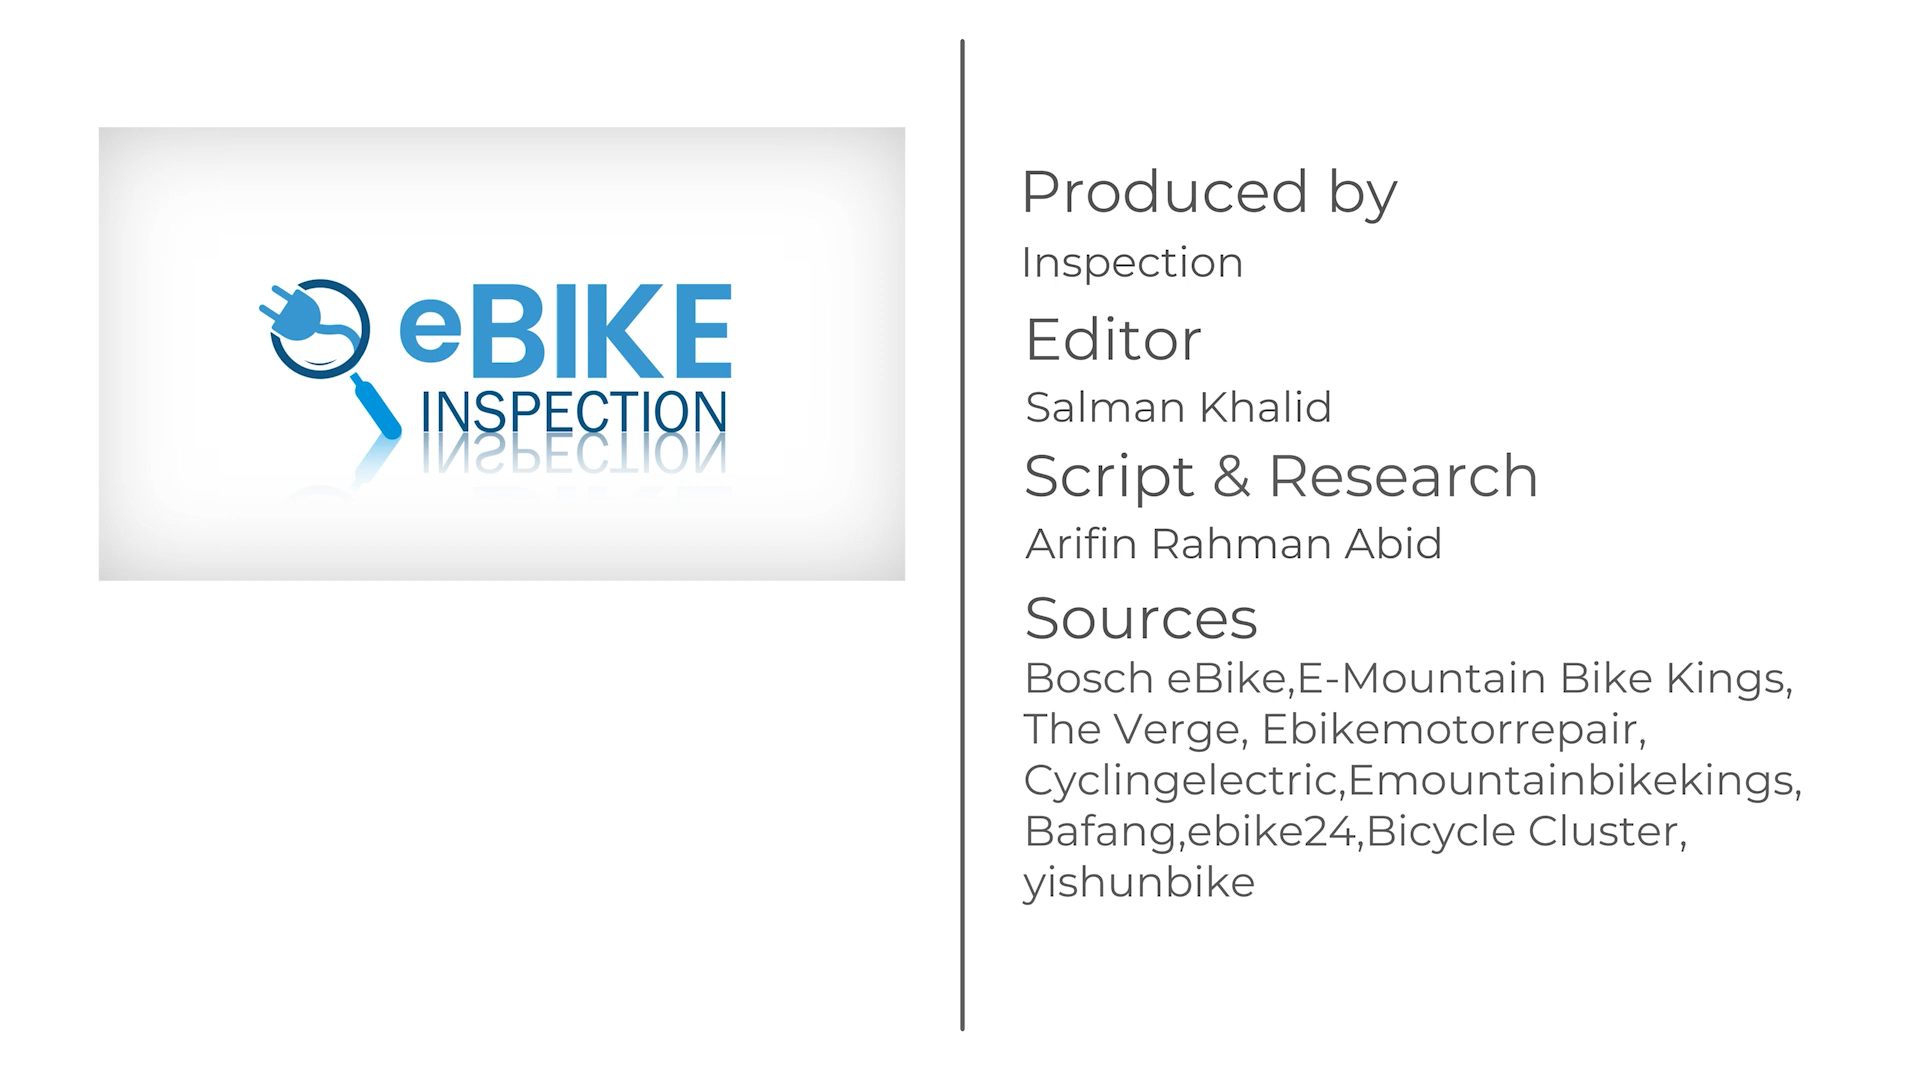 eBIKE
INSPECTION
Produced by
Inspection
Editor
Salman Khalid
Script & Research
Arifin Rahman Abid
Sources
Bosch eBike,E-Mountain Bike Kings,
The Verge, Ebikemotorrepair,
Cyclingelectric,Emountainbikekings,
Bafang,ebike24,Bicycle Cluster,
yishunbike